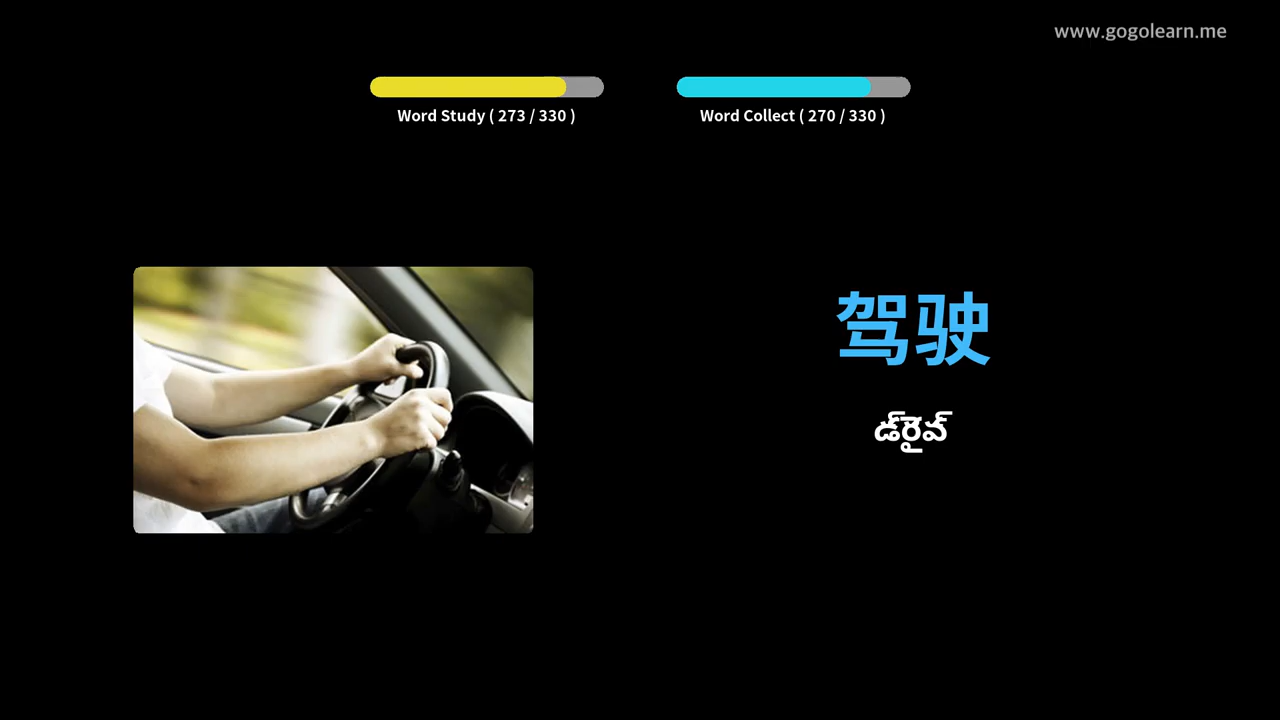 www.gogolearn.me
Word Study ( 273 / 330 )
Word Collect ( 270 / 330 )
驾驶
డ్‌రైవ్